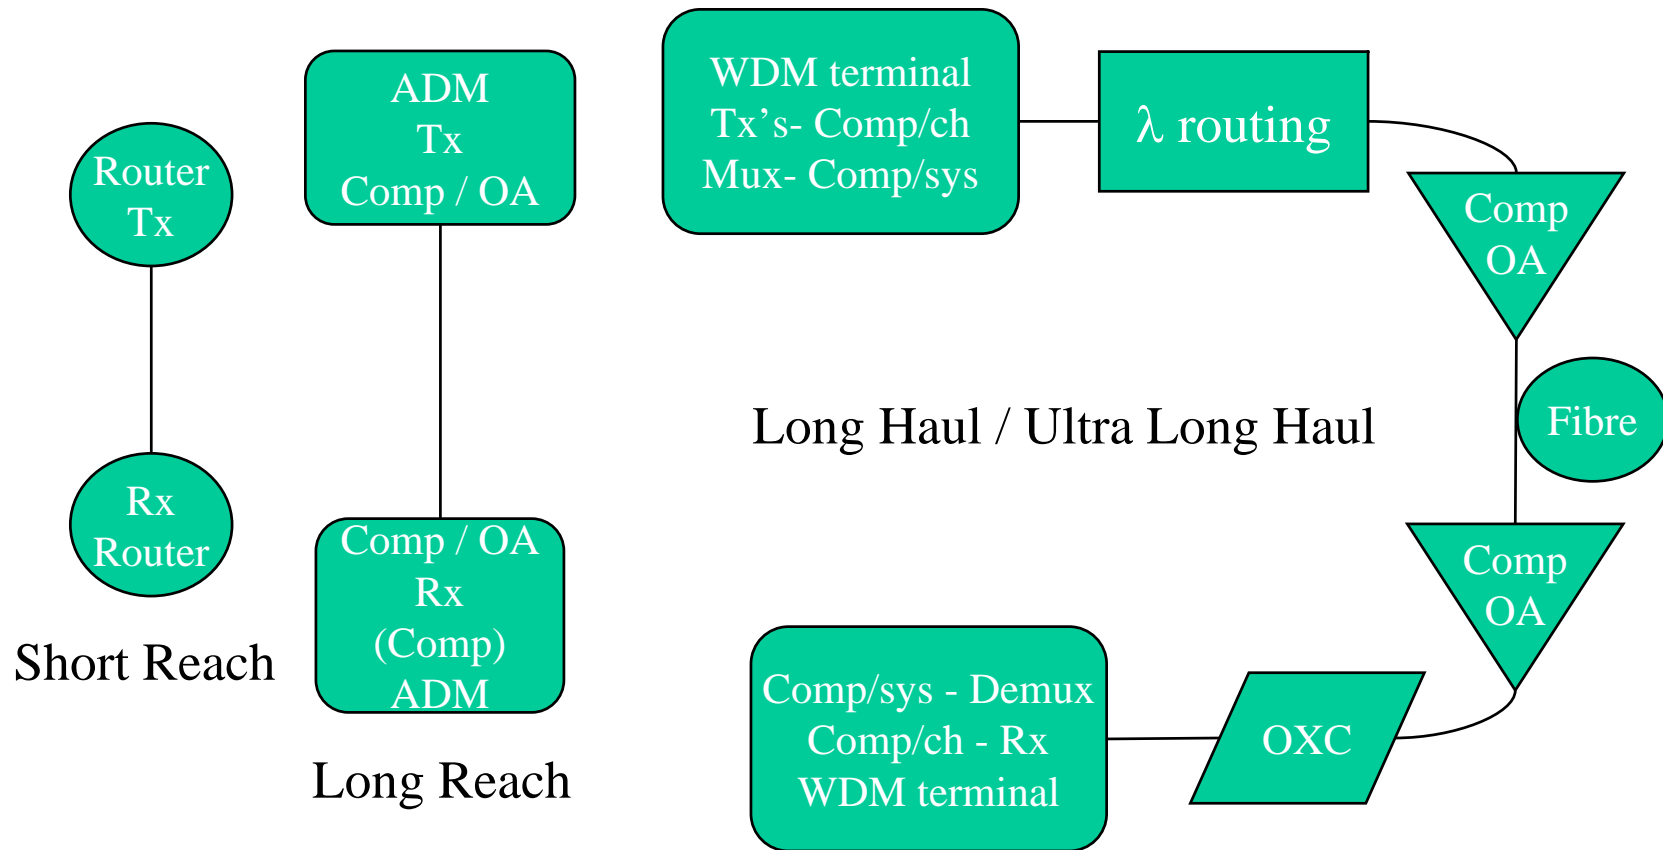 Router
Tx
Rx
Router
Short Reach
ADM
Tx
Comp / OA
Comp / OA
Rx
(Comp)
ADM
Long Reach
WDM terminal
Tx’s- Comp/ch
Mux- Comp/sys
λ routing
Comp
OA
Long Haul / Ultra Long Haul
Fibre
Comp
OA
OXC
Comp/sys - Demux
Comp/ch - Rx
WDM terminal